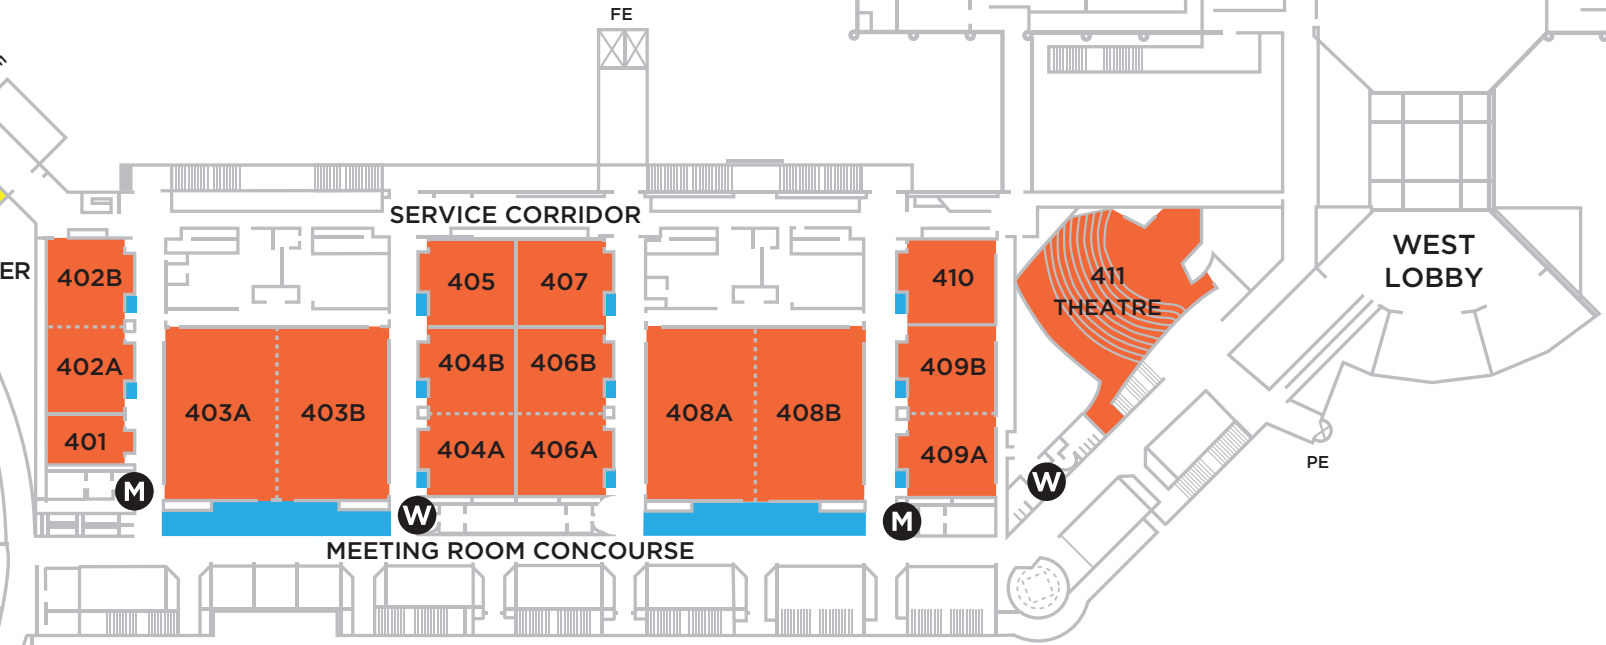 FE
SERVICE CORRIDOR
WEST
LOBBY
ER
402B
405
407
410
411
THEATRE
402A
404B
406B
409B
403A
403B
408A
408B
401
404A
406A
409A
PE
M
W
M
W
MEETING ROOM CONCOURSE